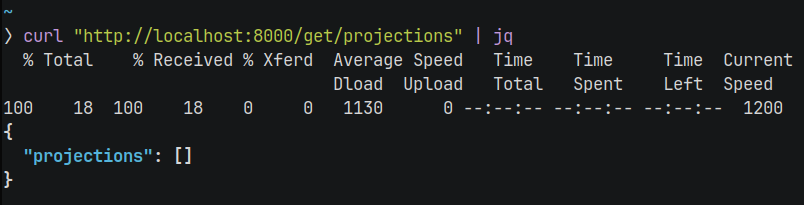 ~
❯ curl "http://localhost:8000/get/projections" | jq
  % Total    % Received % Xferd  Average Speed   Time    Time     Time  Current
                                 Dload  Upload   Total   Spent    Left  Speed
100    18  100    18    0     0   1130      0 --:--:-- --:--:-- --:--:--  1200
{
  "projections": []
}